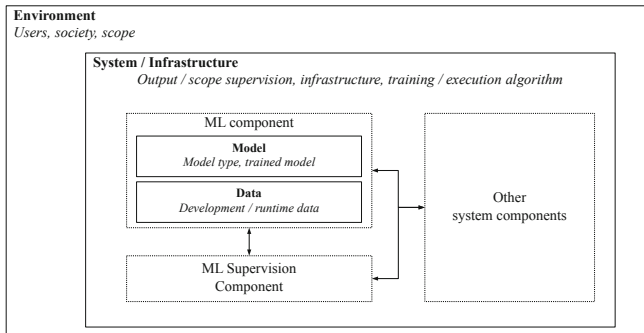 Environment
Users, society, scope
System / Infrastructure
Output / scope supervision, infrastructure, training / execution algorithm
ML component
Model
Model type, trained model
Data
Development / runtime data
ML Supervision
Component
Other
system components